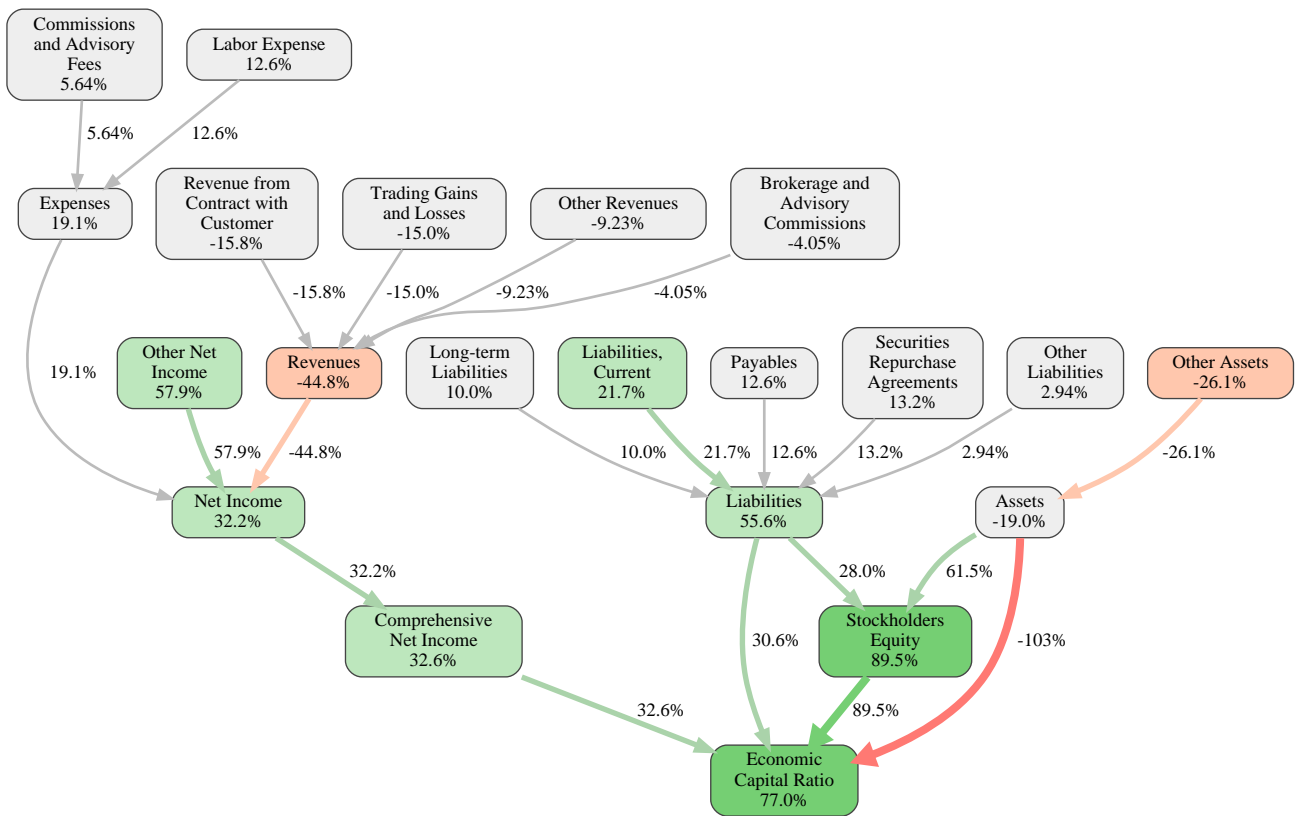 Commissions
and Advisory
Fees
5.64%
Labor Expense
12.6%
5.64%
12.6%
Expenses
19.1%
Revenue from
Contract with
Customer
-15.8%
Trading Gains
and Losses
-15.0%
Other Revenues
-9.23%
Brokerage and
Advisory
Commissions
-4.05%
-15.8%
-15.0%
-9.23%
-4.05%
19.1%
Other Net
Income
57.9%
Revenues
-44.8%
Long-term
Liabilities
10.0%
Liabilities,
Current
21.7%
Payables
12.6%
Securities
Repurchase
Agreements
13.2%
Other
Liabilities
2.94%
Other Assets
-26.1%
57.9%
-44.8%
10.0%
21.7%
12.6%
13.2%
2.94%
-26.1%
Net Income
32.2%
Liabilities
55.6%
Assets
-19.0%
32.2%
28.0%
61.5%
Comprehensive
Net Income
32.6%
30.6%
Stockholders
Equity
89.5%
-103%
32.6%
89.5%
Economic
Capital Ratio
77.0%